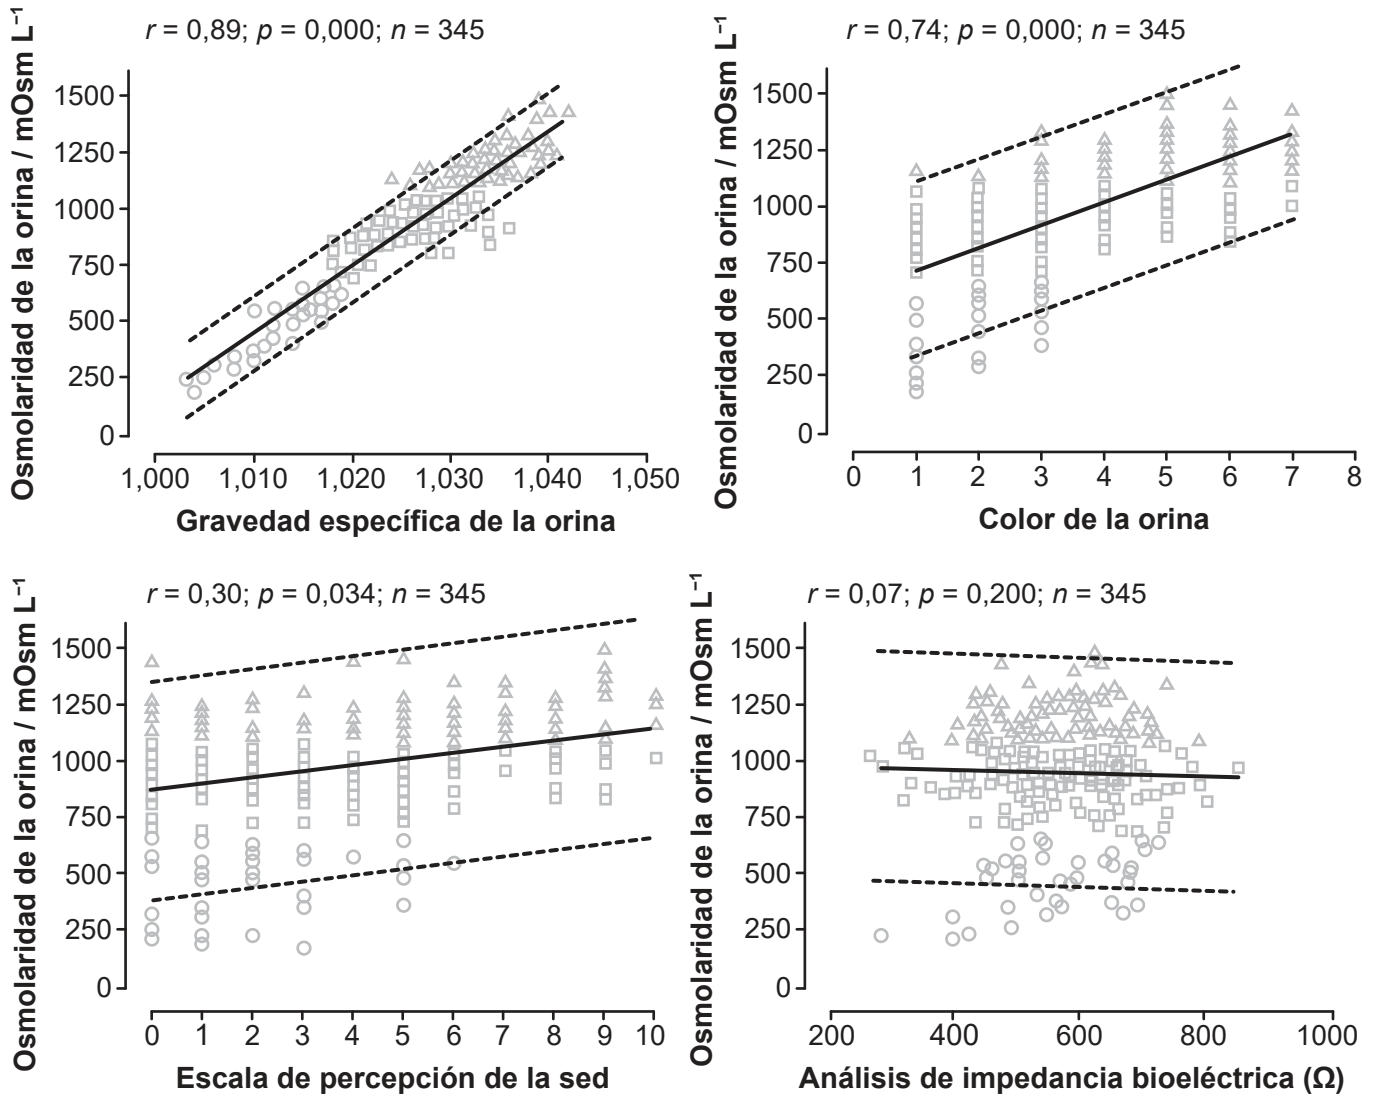 r = 0,89; p = 0,000; n = 345
Osmolaridad de la orina / mOsm L⁻¹
1500
1250
1000
750
500
250
0
1,000 1,010 1,020 1,030 1,040 1,050
Gravedad específica de la orina
r = 0,74; p = 0,000; n = 345
Osmolaridad de la orina / mOsm L⁻¹
1500
1250
1000
750
500
250
0
0 1 2 3 4 5 6 7 8
Color de la orina
r = 0,30; p = 0,034; n = 345
Osmolaridad de la orina / mOsm L⁻¹
1500
1250
1000
750
500
250
0
0 1 2 3 4 5 6 7 8 9 10
Escala de percepción de la sed
r = 0,07; p = 0,200; n = 345
Osmolaridad de la orina / mOsm L⁻¹
1500
1250
1000
750
500
250
0
200 400 600 800 1000
Análisis de impedancia bioeléctrica (Ω)